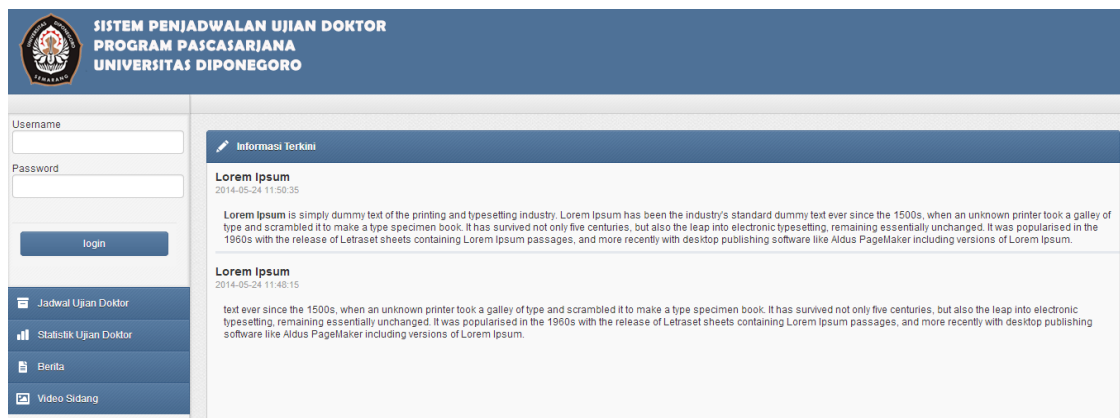 SISTEM PENJADWALAN UJIAN DOKTOR
PROGRAM PASCASARJANA
UNIVERSITAS DIPONEGORO
SEMARANG
Username
Password
login
Jadwal Ujian Doktor
Statistik Ujian Doktor
Berita
Video Sidang
Informasi Terkini
Lorem Ipsum
2014-05-24 11:50:35
Lorem Ipsum is simply dummy text of the printing and typesetting industry. Lorem Ipsum has been the industry's standard dummy text ever since the 1500s, when an unknown printer took a galley of
type and scrambled it to make a type specimen book. It has survived not only five centuries, but also the leap into electronic typesetting, remaining essentially unchanged. It was popularised in the
1960s with the release of Letraset sheets containing Lorem Ipsum passages, and more recently with desktop publishing software like Aldus PageMaker including versions of Lorem Ipsum.
Lorem Ipsum
2014-05-24 11:48:15
text ever since the 1500s, when an unknown printer took a galley of type and scrambled it to make a type specimen book. It has survived not only five centuries, but also the leap into electronic
typesetting, remaining essentially unchanged. It was popularised in the 1960s with the release of Letraset sheets containing Lorem Ipsum passages, and more recently with desktop publishing
software like Aldus PageMaker including versions of Lorem Ipsum.